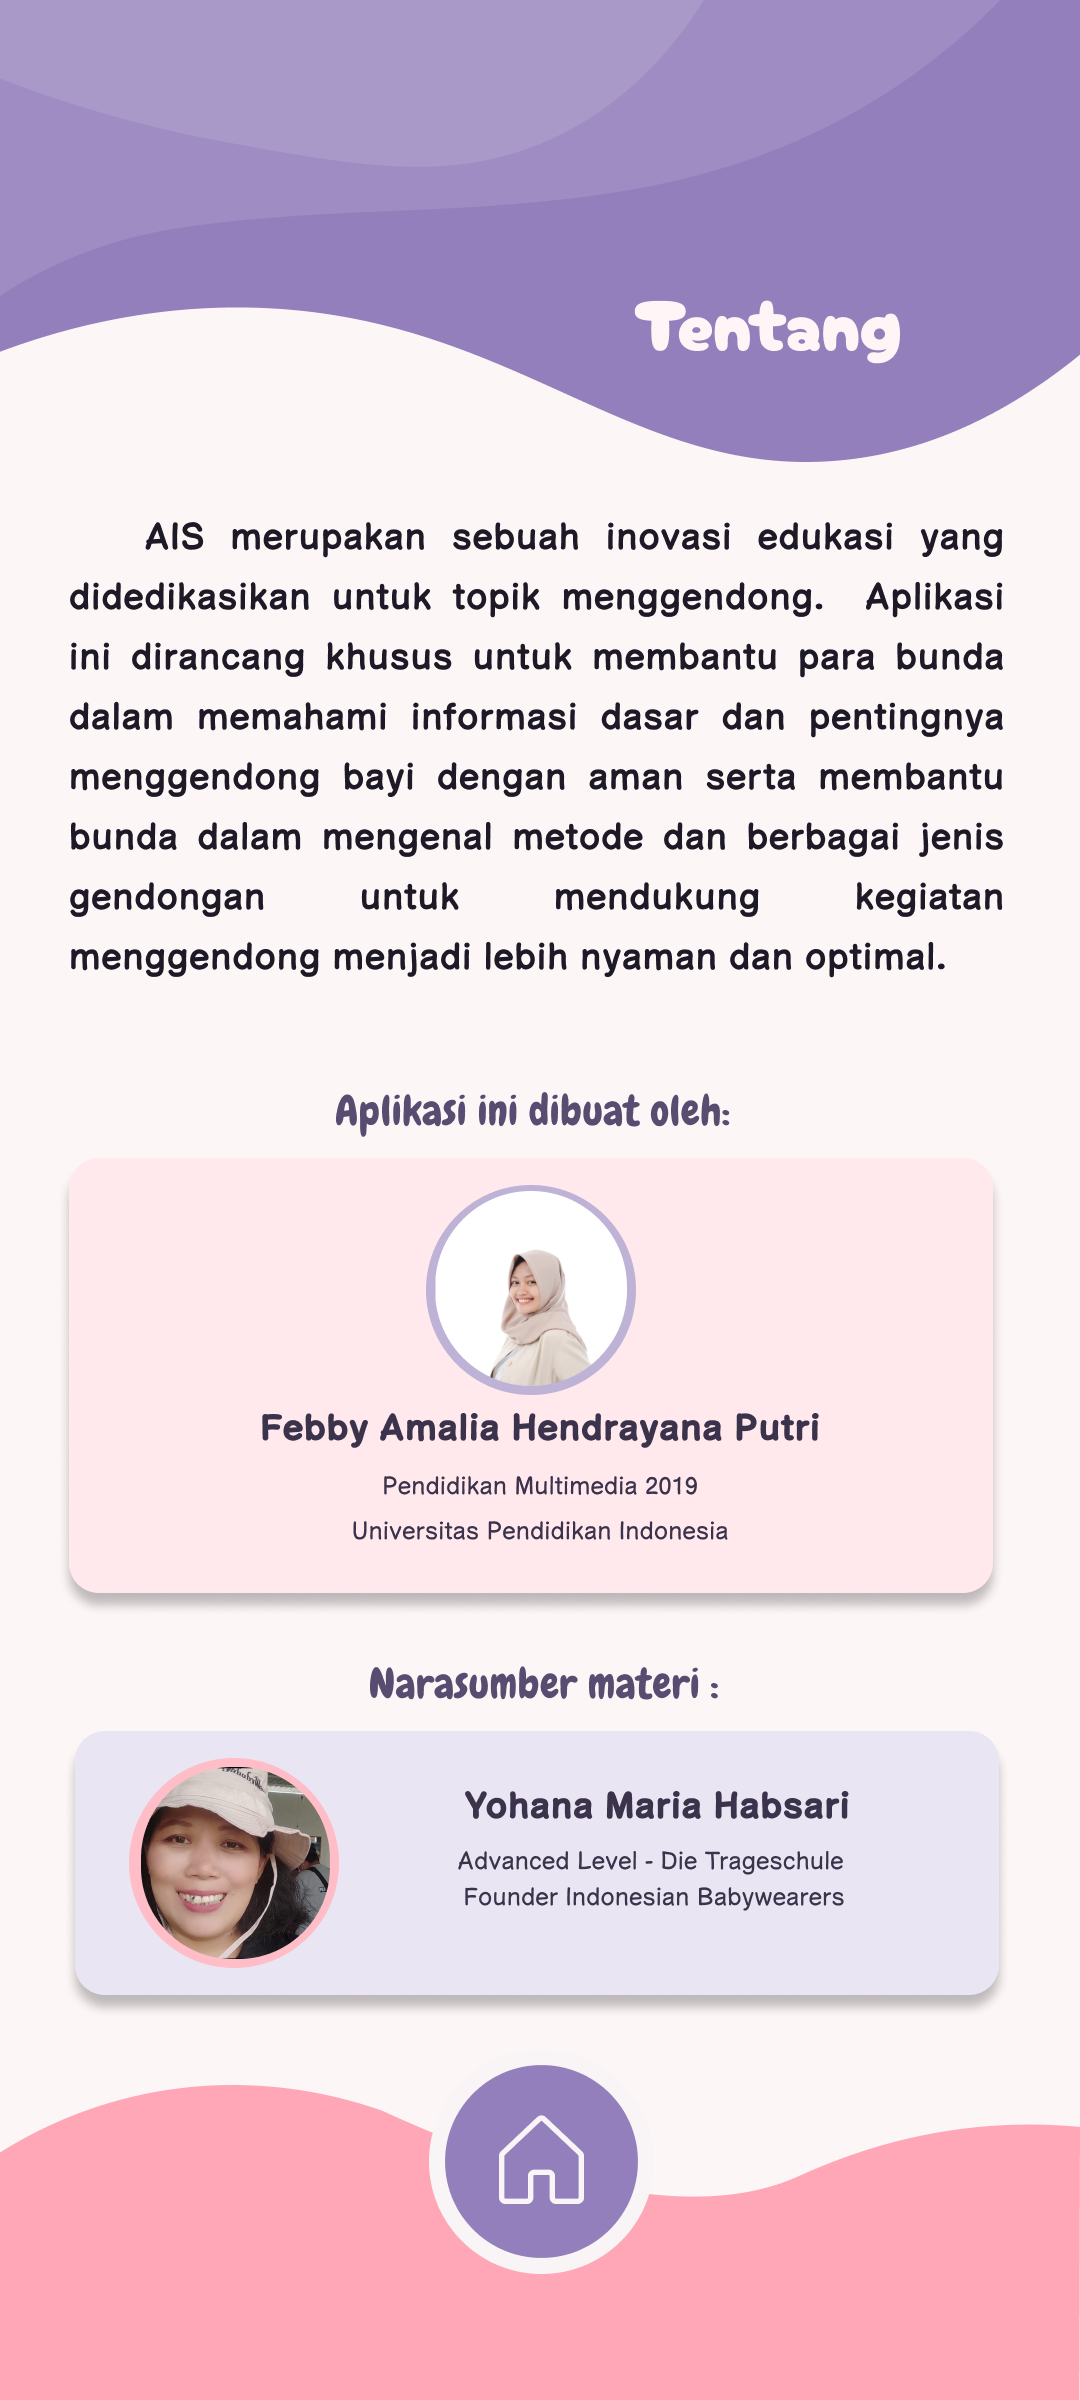 Tentang
AIS merupakan sebuah inovasi edukasi yang
didedikasikan untuk topik menggendong. Aplikasi
ini dirancang khusus untuk membantu para bunda
dalam memahami informasi dasar dan pentingnya
menggendong bayi dengan aman serta membantu
bunda dalam mengenal metode dan berbagai jenis
gendongan untuk mendukung kegiatan
menggendong menjadi lebih nyaman dan optimal.
Aplikasi ini dibuat oleh:
Febby Amalia Hendrayana Putri
Pendidikan Multimedia 2019
Universitas Pendidikan Indonesia
Narasumber materi :
Yohana Maria Habsari
Advanced Level - Die Trageschule
Founder Indonesian Babywearers